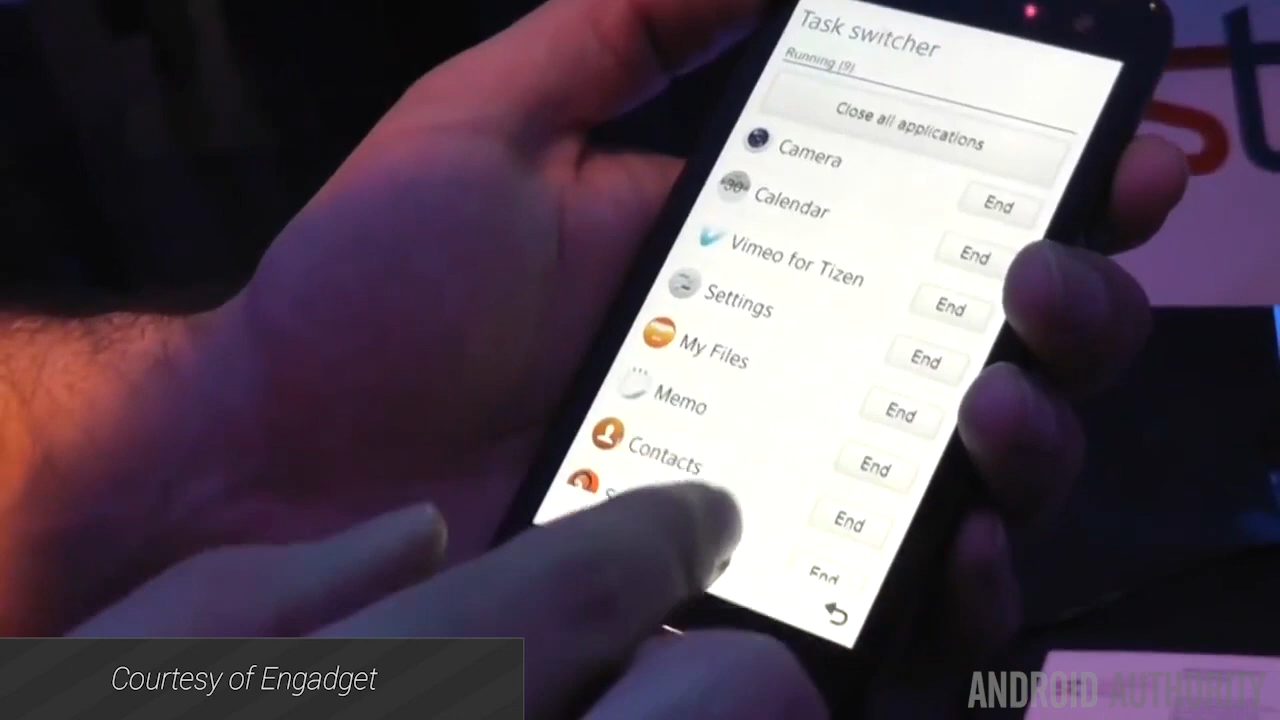 Task switcher
Running (9)
Close all applications
Camera
End
Calendar
End
Vimeo for Tizen
End
Settings
End
My Files
End
Memo
End
Contacts
End
End
Courtesy of Engadget
ANDROID AUTHORITY